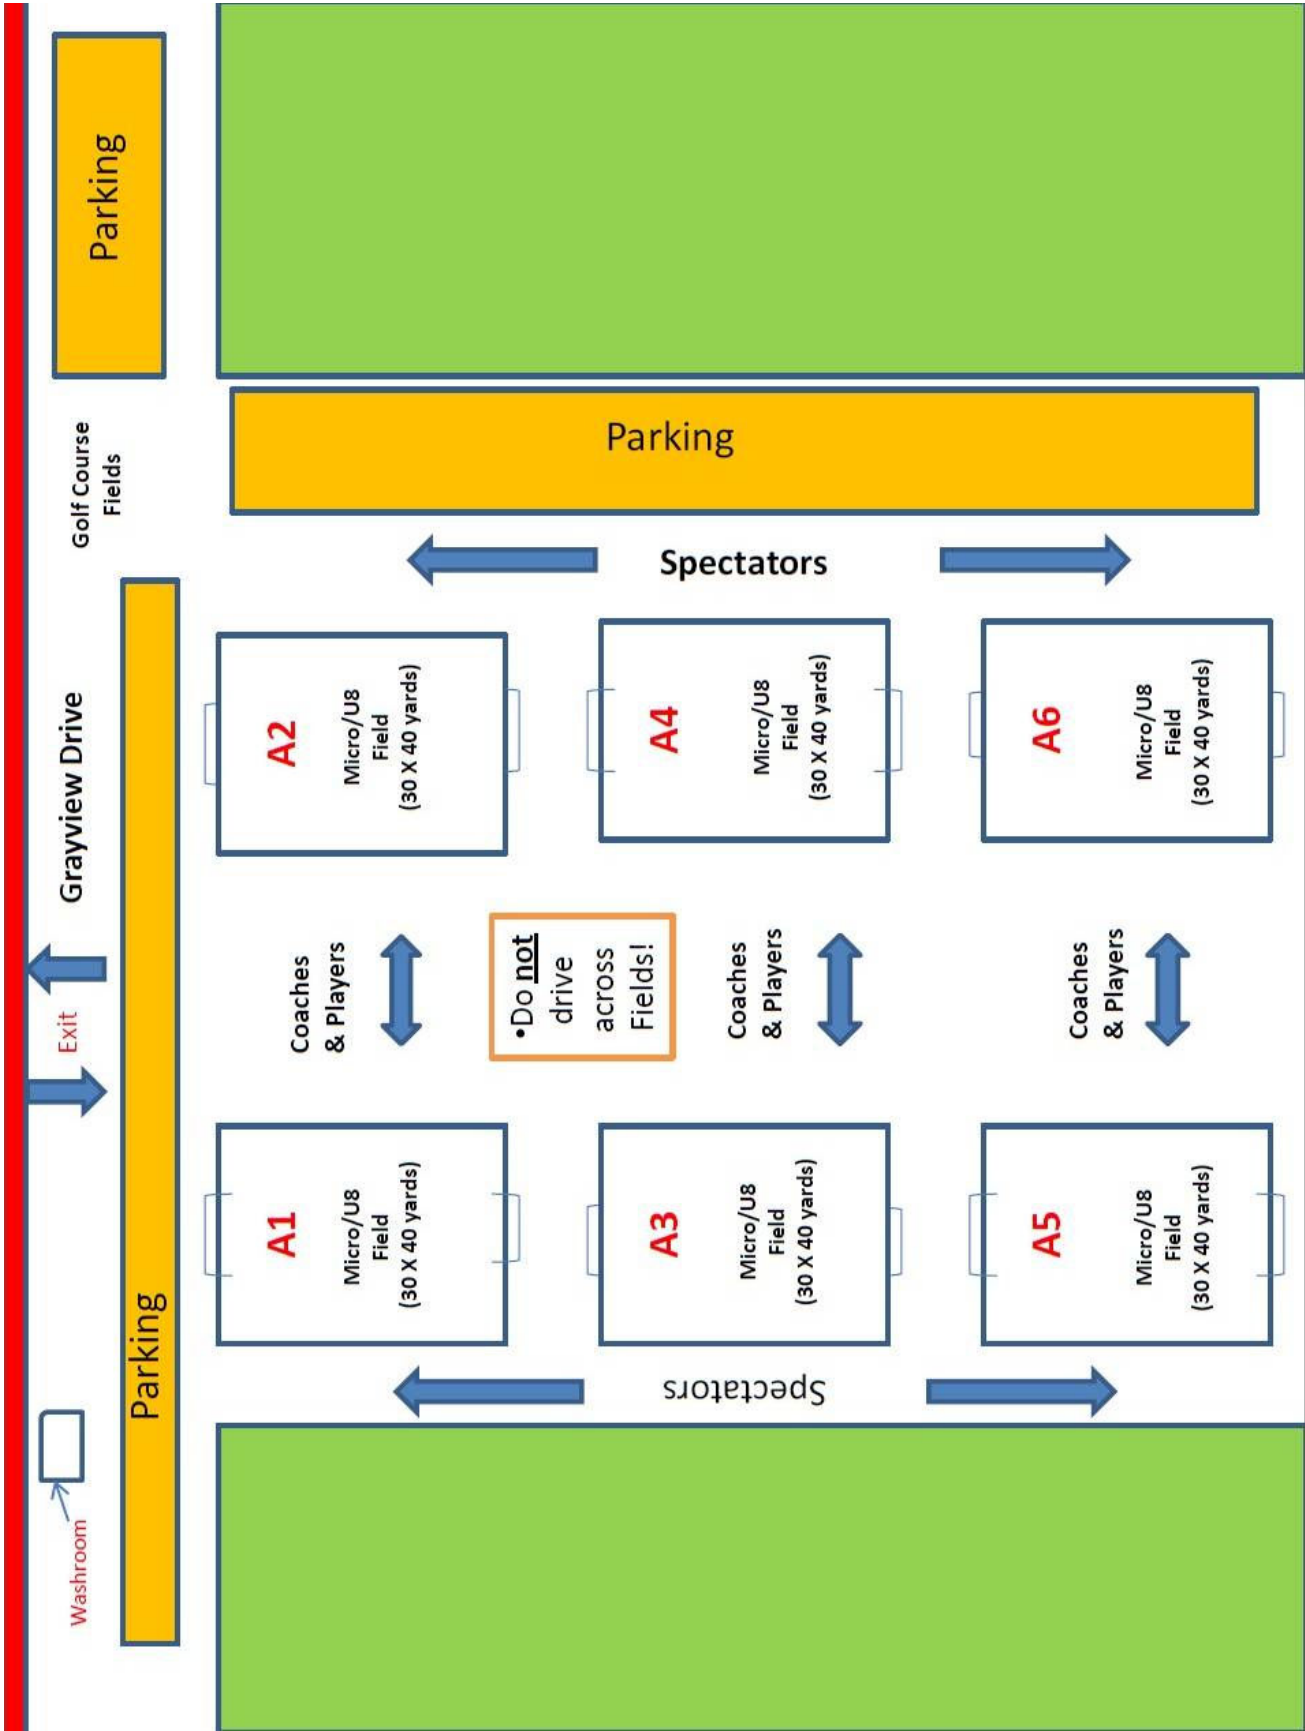 Washroom
Exit
Grayview Drive
Golf Course
Fields
Parking
Parking
Parking
Spectators
A1
Micro/U8
Field
(30 X 40 yards)
Coaches
& Players
A2
Micro/U8
Field
(30 X 40 yards)
Spectators
•Do not
drive
across
Fields!
A3
Micro/U8
Field
(30 X 40 yards)
Coaches
& Players
A4
Micro/U8
Field
(30 X 40 yards)
A5
Micro/U8
Field
(30 X 40 yards)
Coaches
& Players
A6
Micro/U8
Field
(30 X 40 yards)